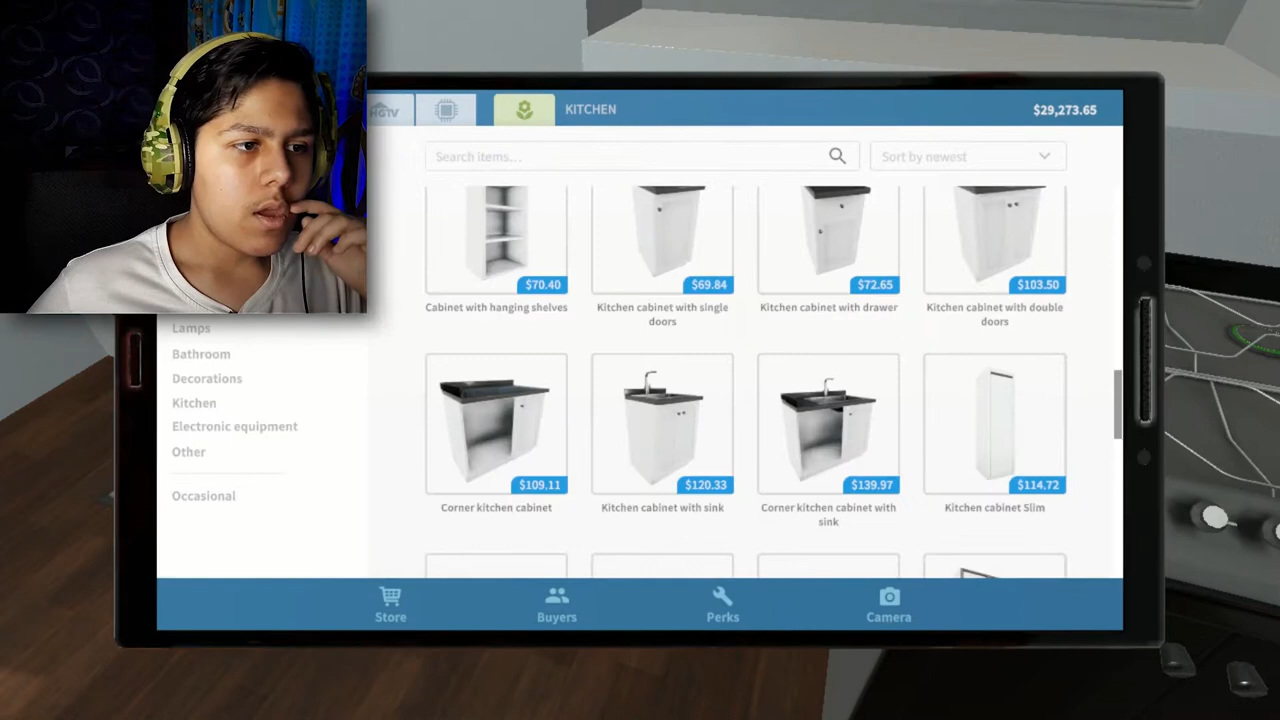 HGTV
KITCHEN
$29,273.65
Search items...
Sort by newest
$70.40
$69.84
$72.65
$103.50
Cabinet with hanging shelves
Kitchen cabinet with single
doors
Kitchen cabinet with drawer
Kitchen cabinet with double
doors
Lamps
Bathroom
Decorations
Kitchen
Electronic equipment
Other
Occasional
$109.11
$120.33
$139.97
$114.72
Corner kitchen cabinet
Kitchen cabinet with sink
Corner kitchen cabinet with
sink
Kitchen cabinet Slim
Store
Buyers
Perks
Camera